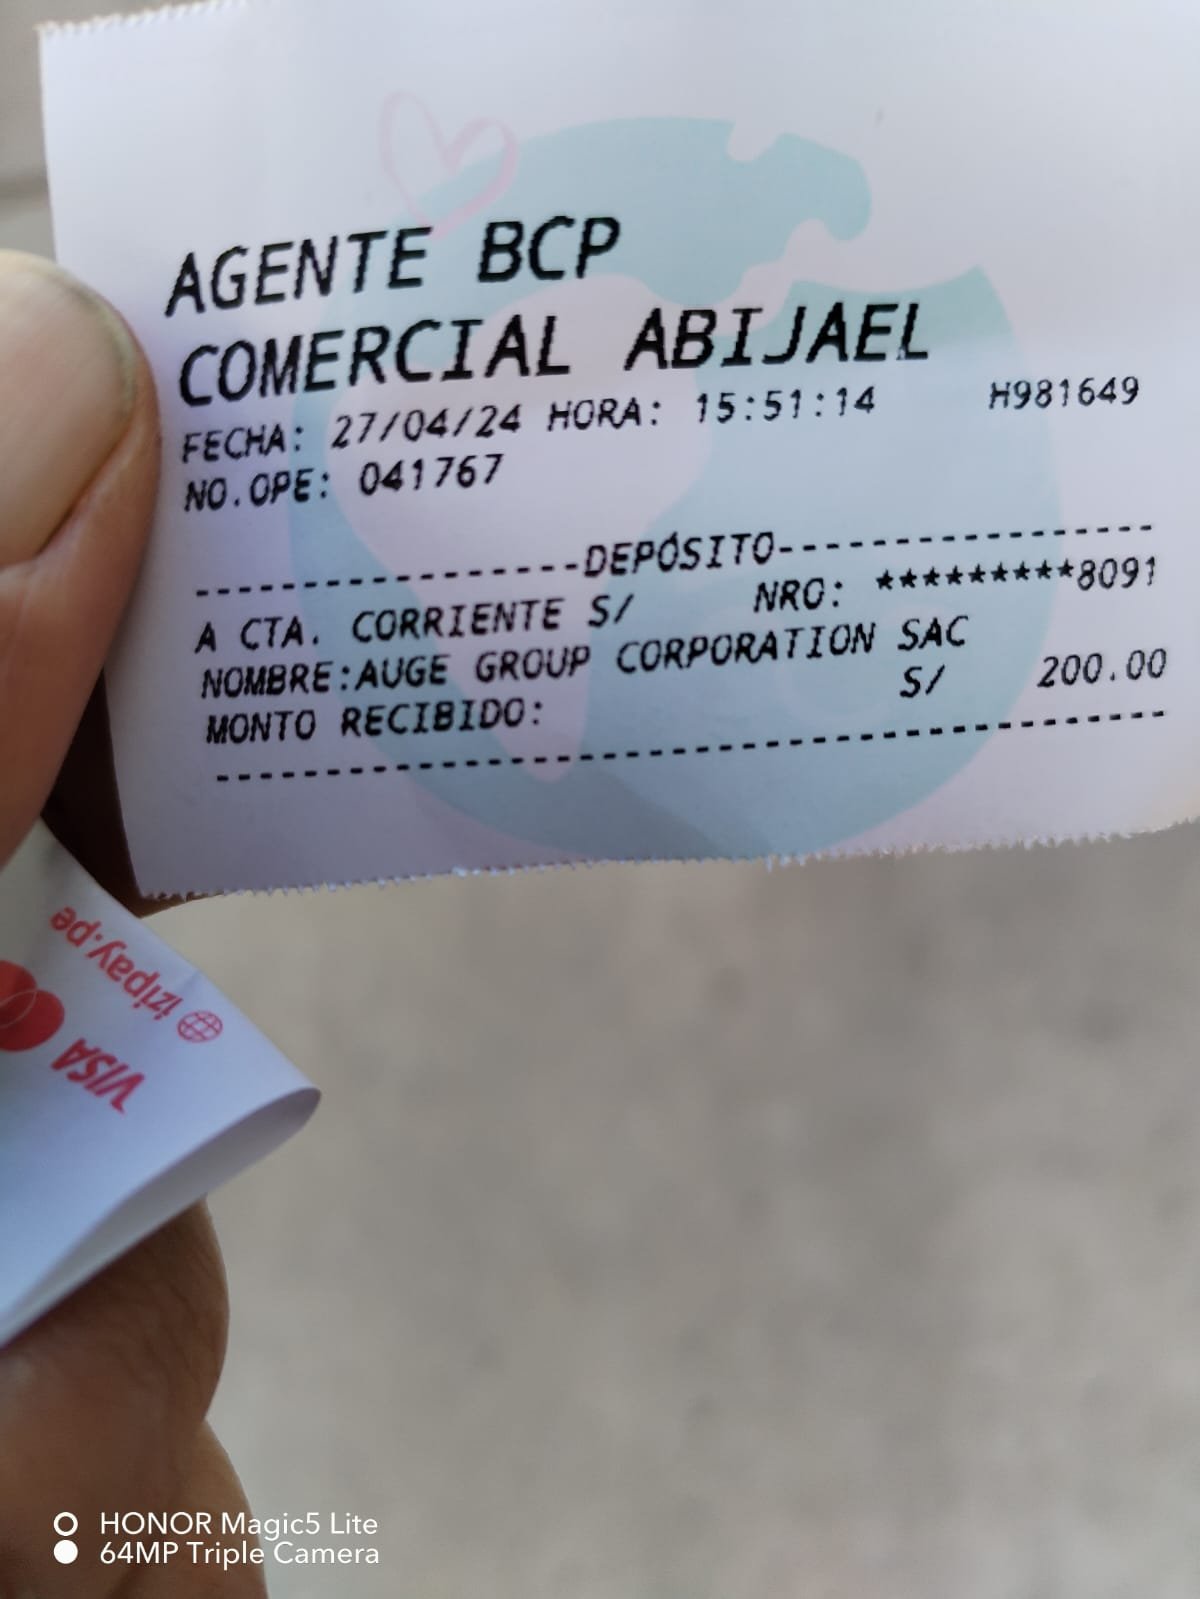 AGENTE BCP
COMERCIAL ABIJAEL
FECHA: 27/04/24 HORA: 15:51:14 H981649
NO.OPE: 041767
-----------------DEPÓSITO-----------------
A CTA. CORRIENTE S/ NRO: *********8091
NOMBRE:AUGE GROUP CORPORATION SAC
MONTO RECIBIDO: S/ 200.00
------------------------------------------
izipay.pe
VISA
HONOR Magic5 Lite
64MP Triple Camera